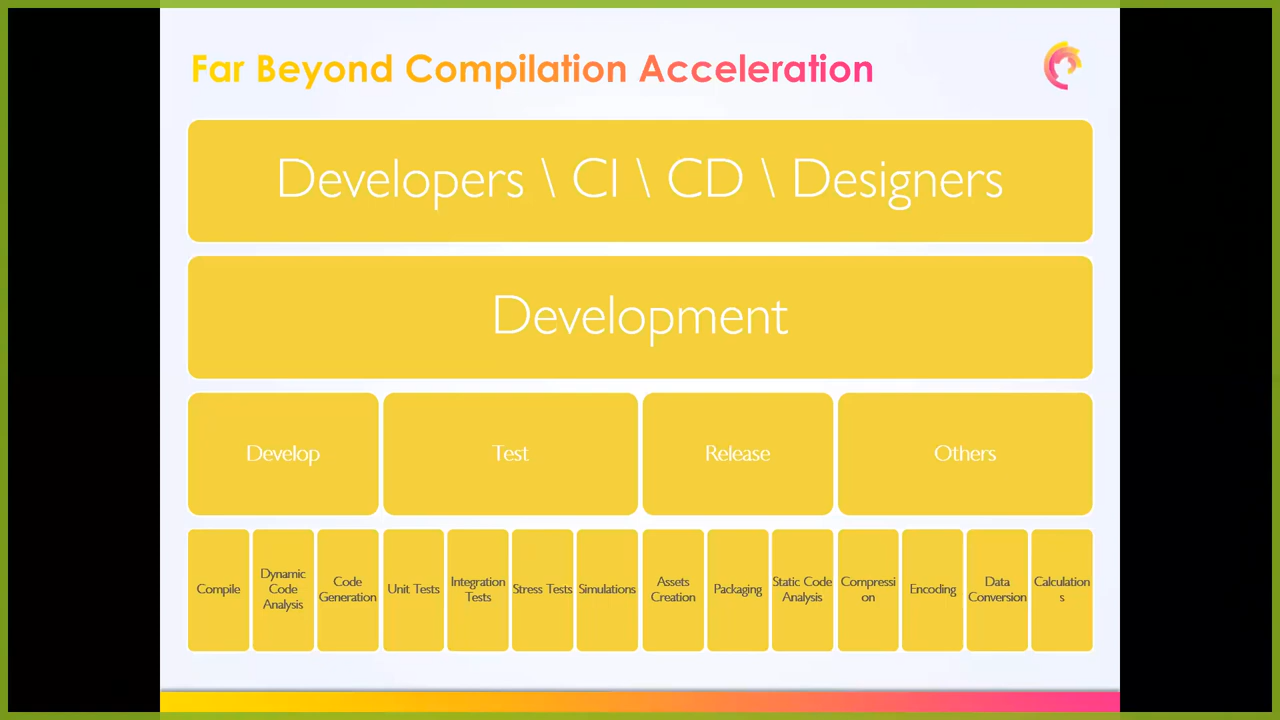 Far Beyond Compilation Acceleration
Developers \ CI \ CD \ Designers
Development
Develop
Test
Release
Others
Compile
Dynamic
Code
Analysis
Code
Generation
Unit Tests
Integration
Tests
Stress Tests
Simulations
Assets
Creation
Packaging
Static Code
Analysis
Compressi
on
Encoding
Data
Conversion
Calculation
s